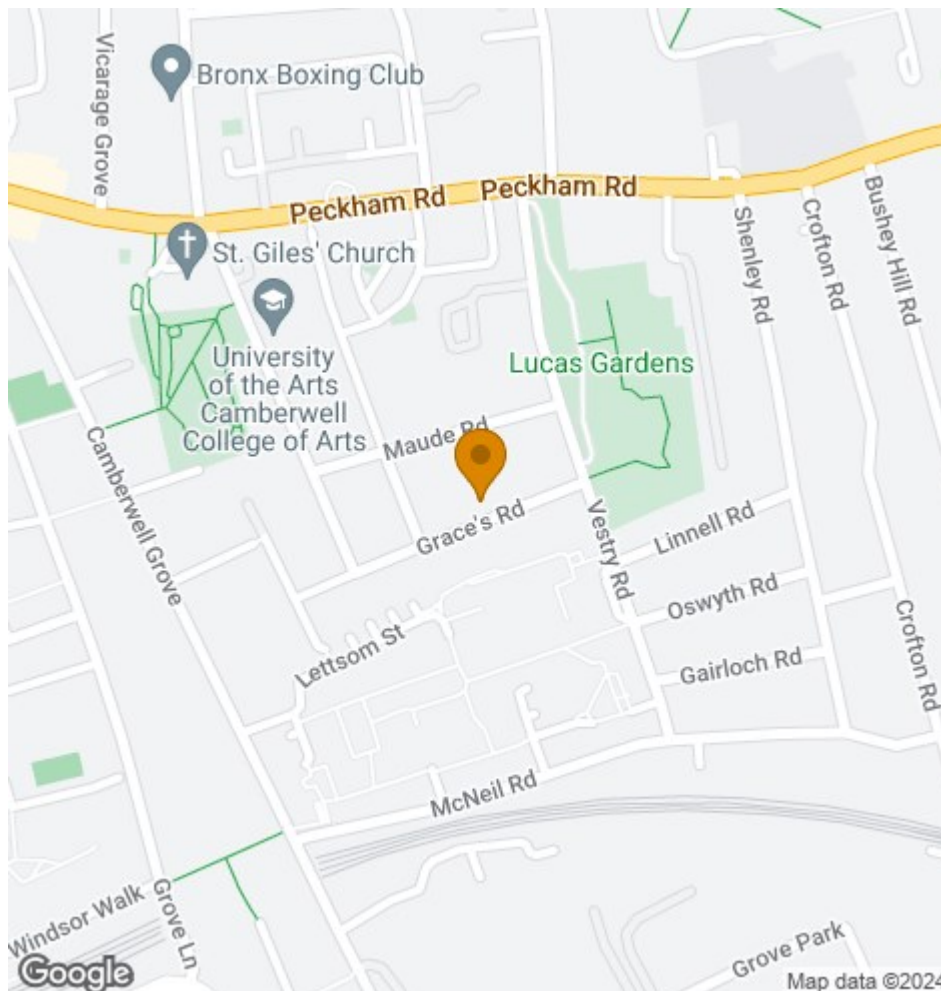 Vicarage Grove
Bronx Boxing Club
Peckham Rd
Peckham Rd
St. Giles' Church
University
of the Arts
Camberwell
College of Arts
Lucas Gardens
Shenley Rd
Crofton Rd
Bushey Hill Rd
Maude Rd
Camberwell Grove
Grace's Rd
Vestry Rd
Linnell Rd
Oswyth Rd
Lettsom St
Gairloch Rd
Crofton Rd
McNeil Rd
Windsor Walk
Grove Ln
Grove Park
Google
Map data ©2024